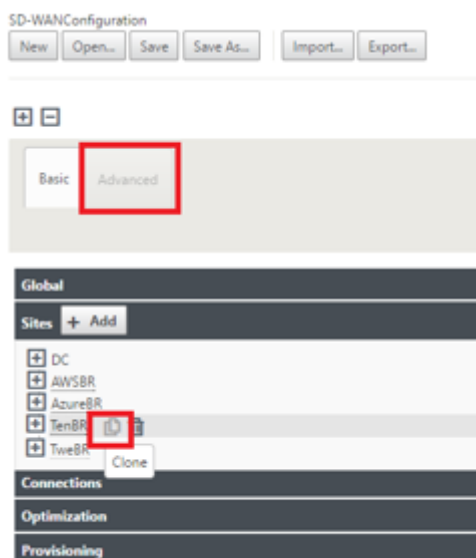 SD-WANConfiguration
New Open... Save Save As... Import... Export...
Basic Advanced
Global
Sites + Add
DC
AWSBR
AzureBR
TenBR
TweBR
Clone
Connections
Optimization
Provisioning